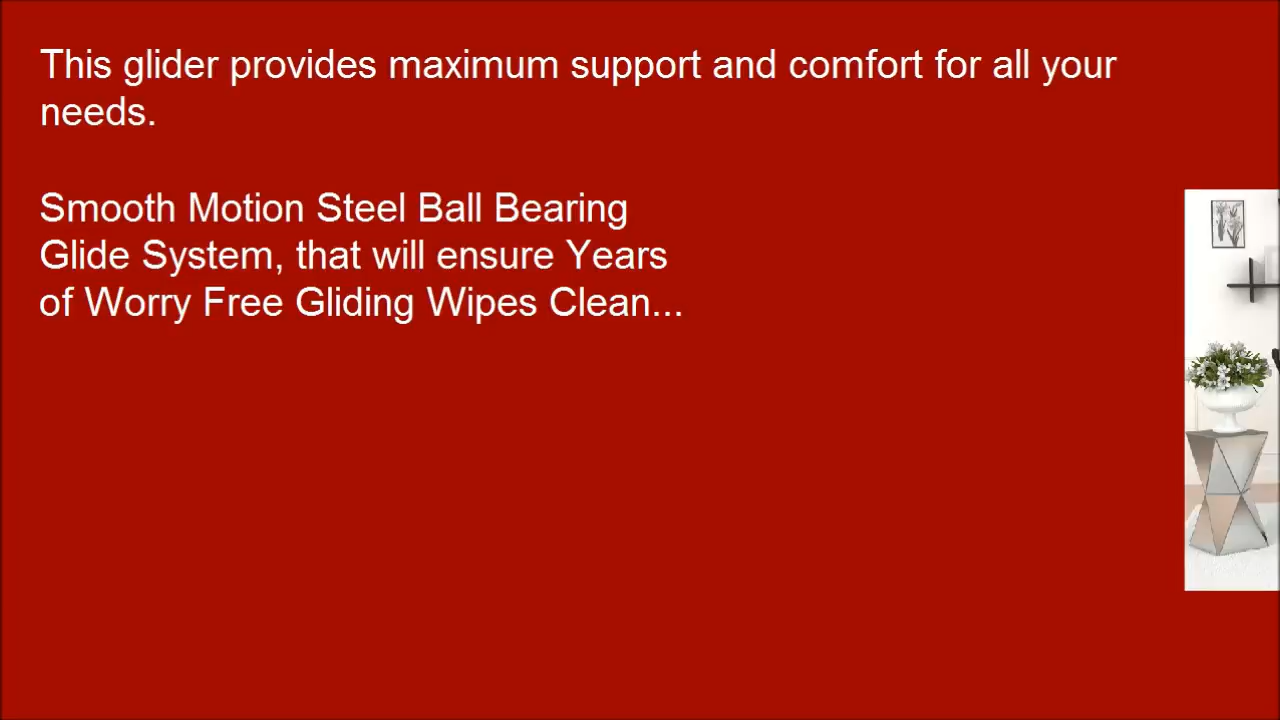 This glider provides maximum support and comfort for all your
needs.
Smooth Motion Steel Ball Bearing
Glide System, that will ensure Years
of Worry Free Gliding Wipes Clean...